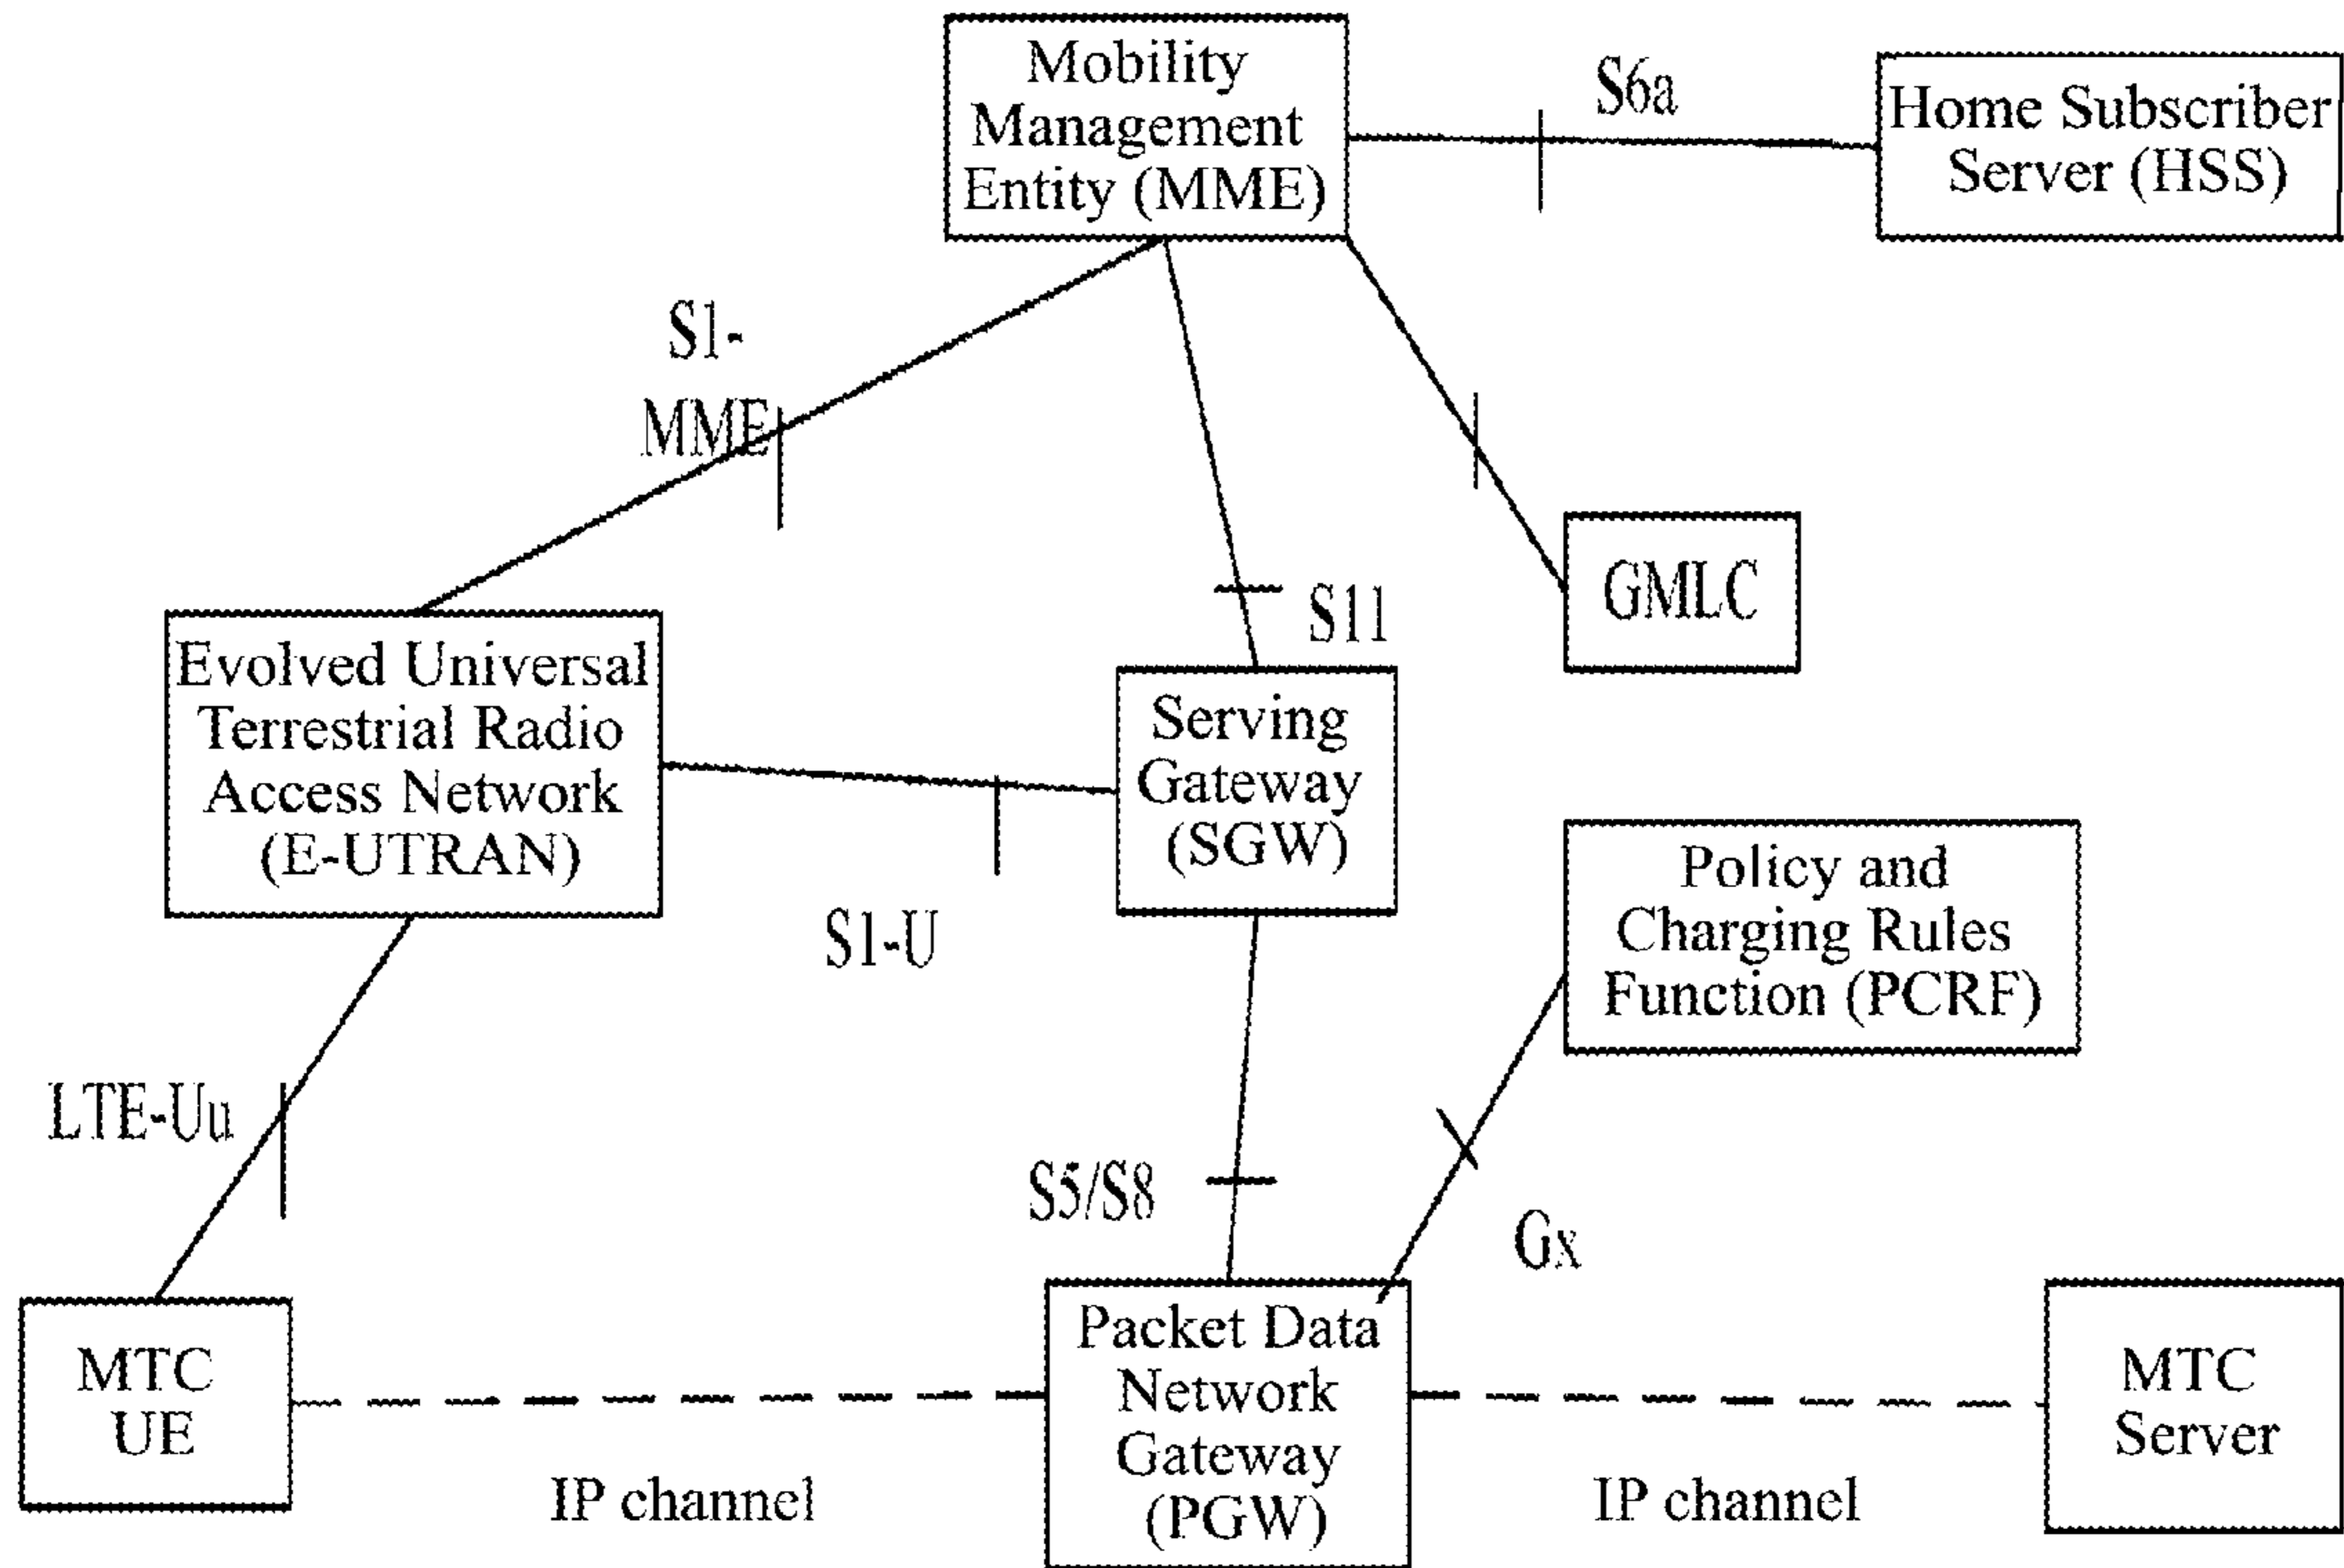 Mobility
Management
Entity (MME)
S6a
Home Subscriber
Server (HSS)
S1-
MME
GMLC
S11
Evolved Universal
Terrestrial Radio
Access Network
(E-UTRAN)
Serving
Gateway
(SGW)
S1-U
Policy and
Charging Rules
Function (PCRF)
LTE-Uu
S5/S8
Gx
MTC
UE
IP channel
Packet Data
Network
Gateway
(PGW)
IP channel
MTC
Server